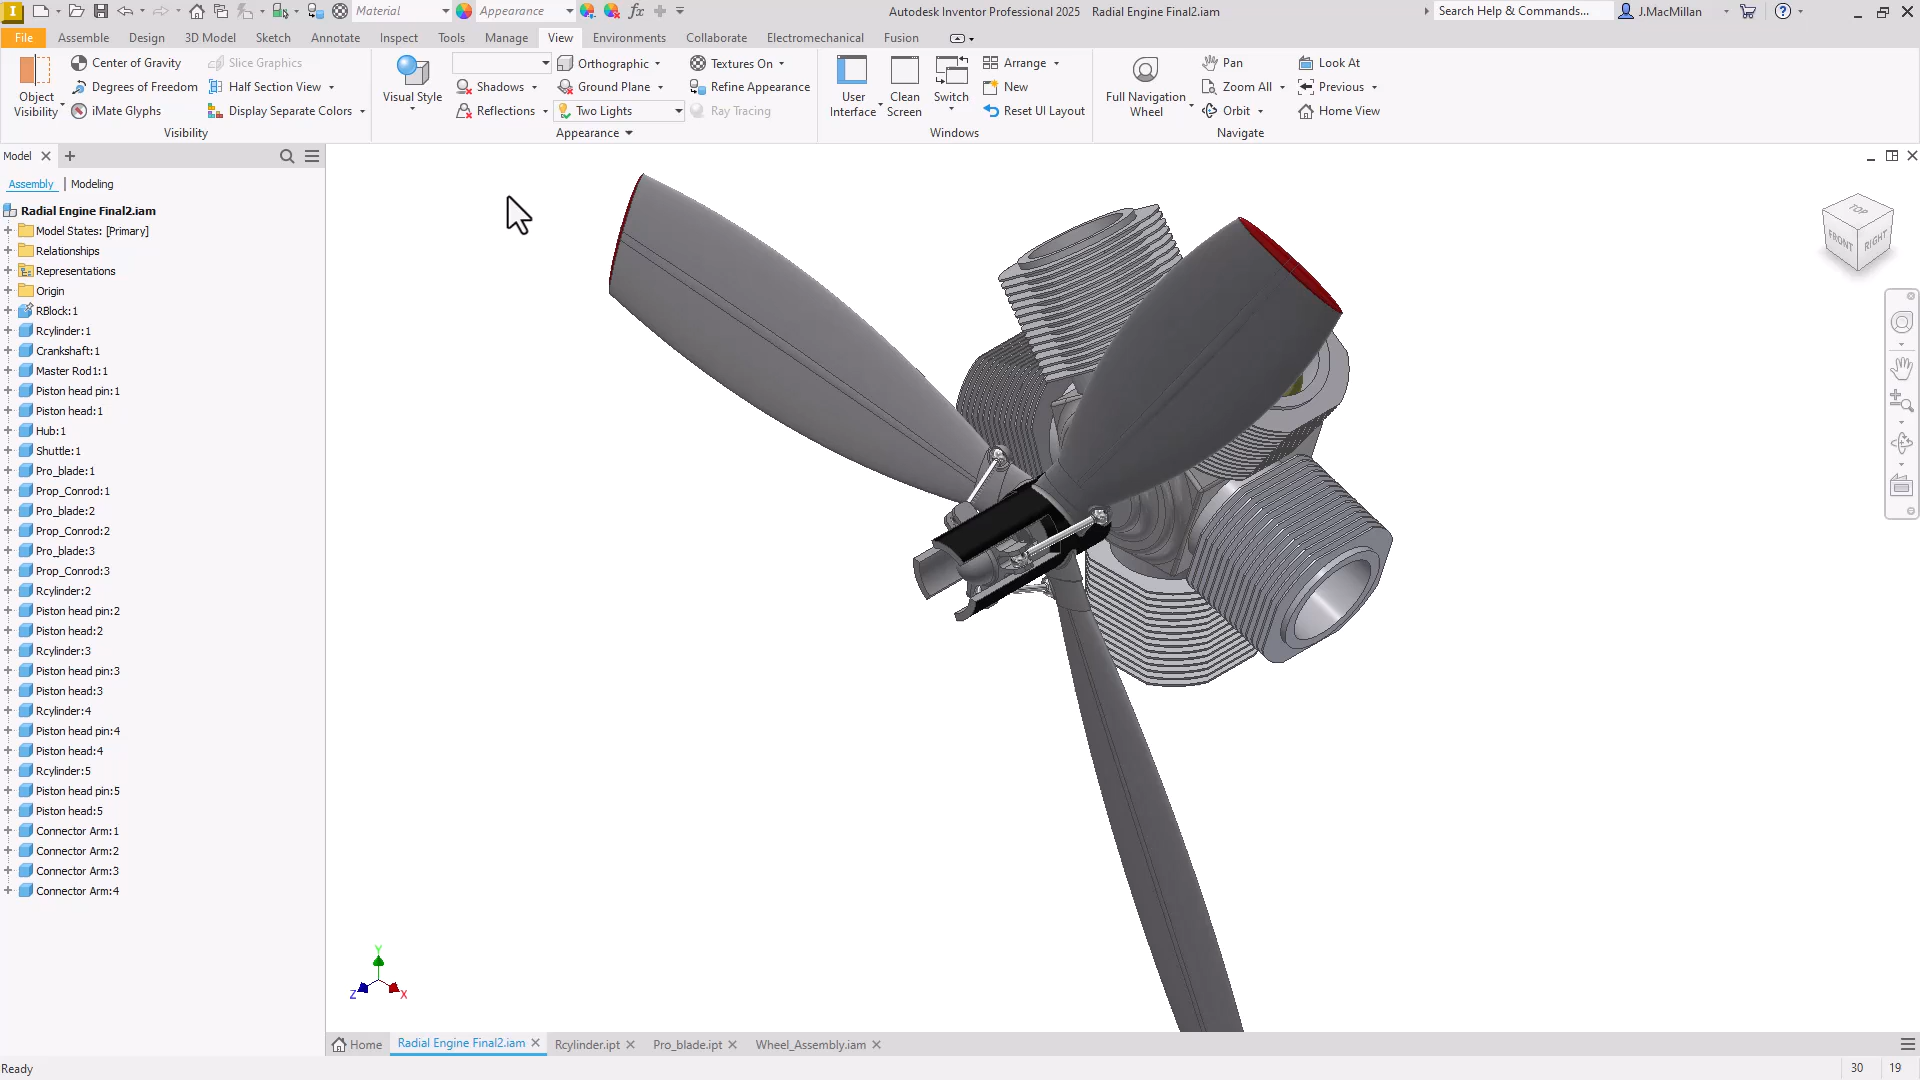 Material
Appearance
fx
Autodesk Inventor Professional 2025 Radial Engine Final2.iam
Search Help & Commands...
J.MacMillan
File Assemble Design 3D Model Sketch Annotate Inspect Tools Manage View Environments Collaborate Electromechanical Fusion
Object Visibility
Center of Gravity
Degrees of Freedom
iMate Glyphs
Slice Graphics
Half Section View
Display Separate Colors
Visibility
Visual Style
Shadows
Reflections
Orthographic
Ground Plane
Two Lights
Textures On
Refine Appearance
Ray Tracing
Appearance
User Interface
Clean Screen
Switch
Arrange
New
Reset UI Layout
Windows
Full Navigation Wheel
Pan
Zoom All
Orbit
Look At
Previous
Home View
Navigate
Model
Assembly | Modeling
Radial Engine Final2.iam
Model States: [Primary]
Relationships
Representations
Origin
RBlock:1
Rcylinder:1
Crankshaft:1
Master Rod1:1
Piston head pin:1
Piston head:1
Hub:1
Shuttle:1
Pro_blade:1
Prop_Conrod:1
Pro_blade:2
Prop_Conrod:2
Pro_blade:3
Prop_Conrod:3
Rcylinder:2
Piston head pin:2
Piston head:2
Rcylinder:3
Piston head pin:3
Piston head:3
Rcylinder:4
Piston head pin:4
Piston head:4
Rcylinder:5
Piston head pin:5
Piston head:5
Connector Arm:1
Connector Arm:2
Connector Arm:3
Connector Arm:4
TOP
FRONT
RIGHT
Y
Z
X
Home
Radial Engine Final2.iam
Rcylinder.ipt
Pro_blade.ipt
Wheel_Assembly.iam
Ready
30 19